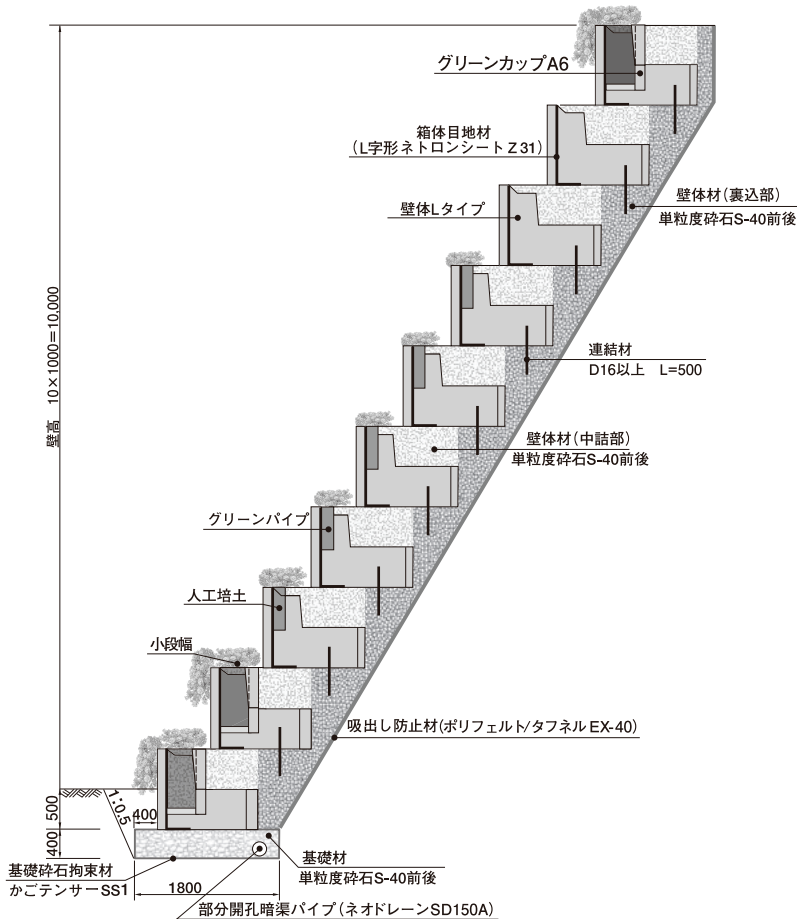 グリーンカップA6
箱体目地材
(L字形ネトロンシートZ31)
壁体材(裏込部)
単粒度砕石S-40前後
壁体Lタイプ
壁高 10×1000=10,000
連結材
D16以上 L=500
壁体材(中詰部)
単粒度砕石S-40前後
グリーンパイプ
人工培土
小段幅
吸出し防止材(ポリフェルト/タフネルEX-40)
1:0.5
400
500
400
基礎砕石拘束材
かごテンサーSS1
1800
基礎材
単粒度砕石S-40前後
部分開孔暗渠パイプ(ネオドレーンSD150A)